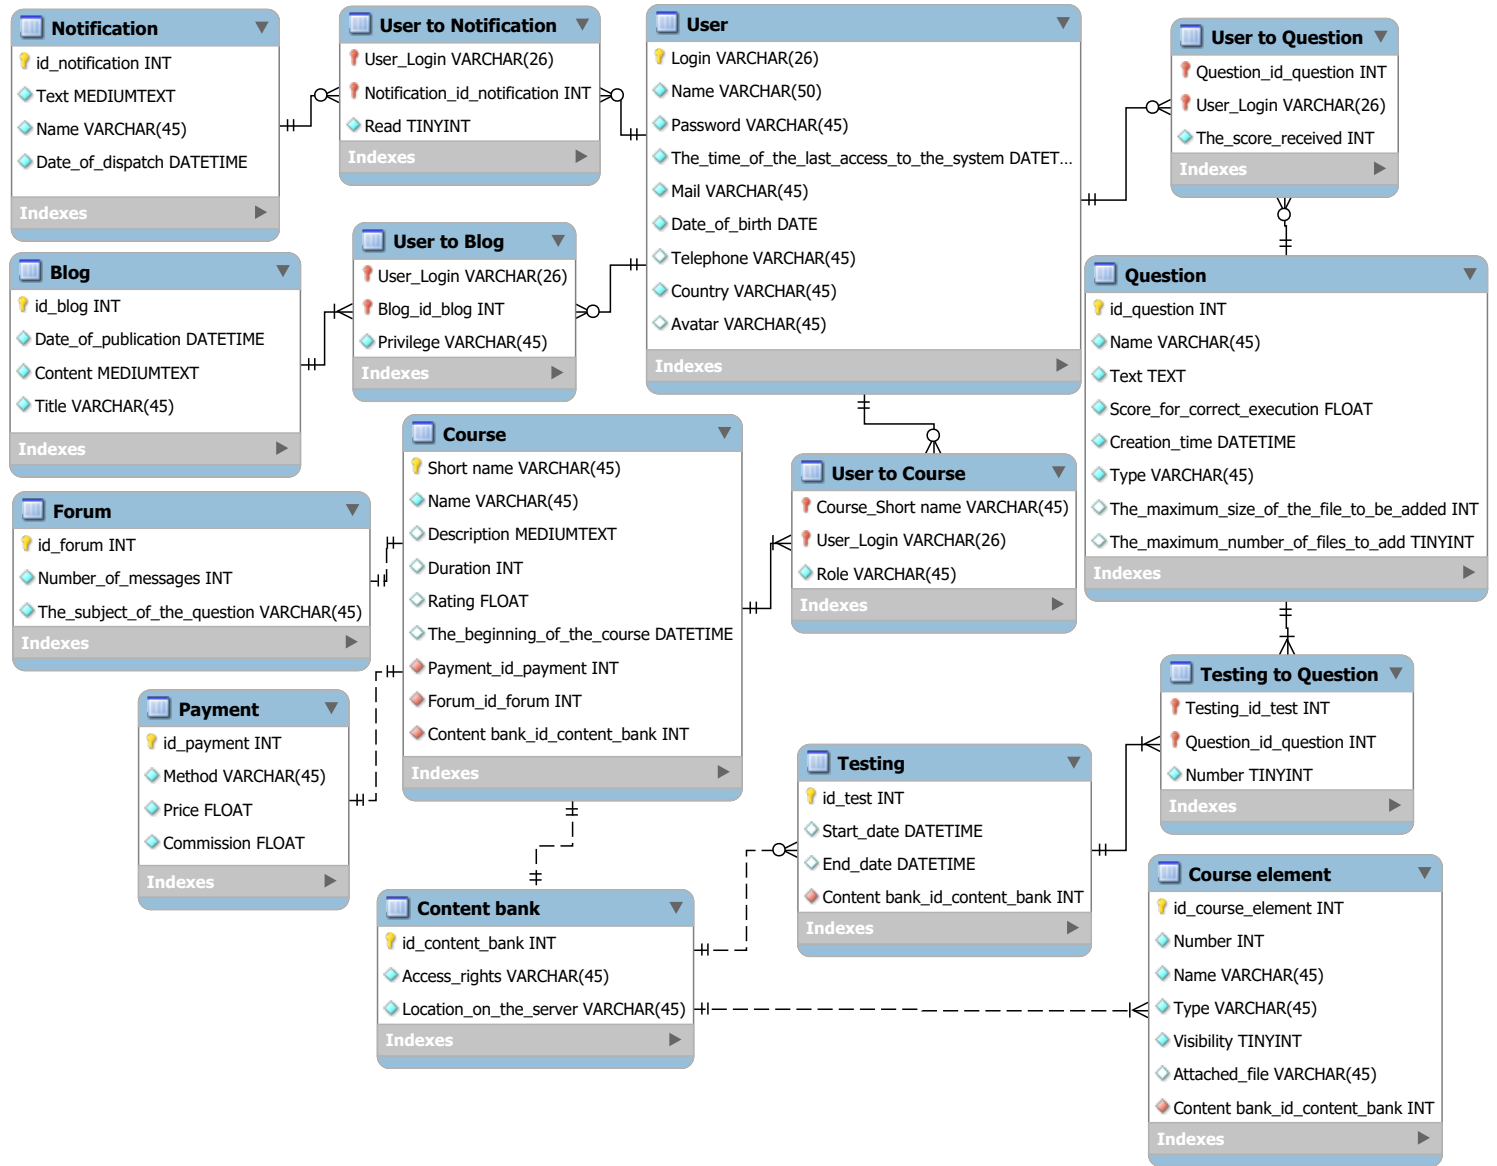 Notification
id_notification INT
Text MEDIUMTEXT
Name VARCHAR(45)
Date_of_dispatch DATETIME
Indexes
User to Notification
User_Login VARCHAR(26)
Notification_id_notification INT
Read TINYINT
Indexes
User
Login VARCHAR(26)
Name VARCHAR(50)
Password VARCHAR(45)
The_time_of_the_last_access_to_the_system DATET...
Mail VARCHAR(45)
Date_of_birth DATE
Telephone VARCHAR(45)
Country VARCHAR(45)
Avatar VARCHAR(45)
Indexes
User to Question
Question_id_question INT
User_Login VARCHAR(26)
The_score_received INT
Indexes
Blog
id_blog INT
Date_of_publication DATETIME
Content MEDIUMTEXT
Title VARCHAR(45)
Indexes
User to Blog
User_Login VARCHAR(26)
Blog_id_blog INT
Privilege VARCHAR(45)
Indexes
Question
id_question INT
Name VARCHAR(45)
Text TEXT
Score_for_correct_execution FLOAT
Creation_time DATETIME
Type VARCHAR(45)
The_maximum_size_of_the_file_to_be_added INT
The_maximum_number_of_files_to_add TINYINT
Indexes
Course
Short name VARCHAR(45)
Name VARCHAR(45)
Description MEDIUMTEXT
Duration INT
Rating FLOAT
The_beginning_of_the_course DATETIME
Payment_id_payment INT
Forum_id_forum INT
Content bank_id_content_bank INT
Indexes
User to Course
Course_Short name VARCHAR(45)
User_Login VARCHAR(26)
Role VARCHAR(45)
Indexes
Forum
id_forum INT
Number_of_messages INT
The_subject_of_the_question VARCHAR(45)
Indexes
Payment
id_payment INT
Method VARCHAR(45)
Price FLOAT
Commission FLOAT
Indexes
Testing to Question
Testing_id_test INT
Question_id_question INT
Number TINYINT
Indexes
Testing
id_test INT
Start_date DATETIME
End_date DATETIME
Content bank_id_content_bank INT
Indexes
Content bank
id_content_bank INT
Access_rights VARCHAR(45)
Location_on_the_server VARCHAR(45)
Indexes
Course element
id_course_element INT
Number INT
Name VARCHAR(45)
Type VARCHAR(45)
Visibility TINYINT
Attached_file VARCHAR(45)
Content bank_id_content_bank INT
Indexes